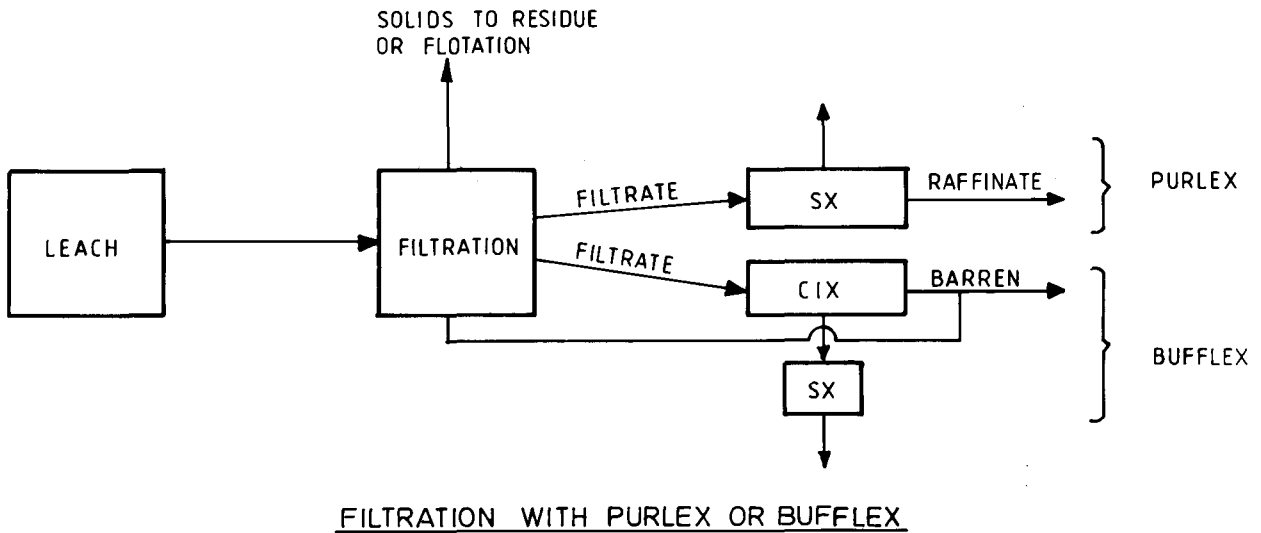 SOLIDS TO RESIDUE
OR FLOTATION
LEACH
FILTRATION
FILTRATE
FILTRATE
SX
RAFFINATE
PURLEX
CIX
BARREN
BUFFLEX
SX
FILTRATION WITH PURLEX OR BUFFLEX